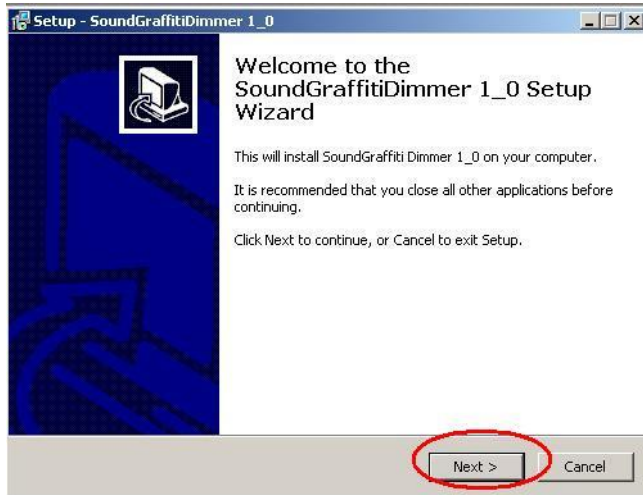 Setup - SoundGraffitiDimmer 1_0
Welcome to the
SoundGraffitiDimmer 1_0 Setup
Wizard
This will install SoundGraffiti Dimmer 1_0 on your computer.
It is recommended that you close all other applications before
continuing.
Click Next to continue, or Cancel to exit Setup.
Next >
Cancel